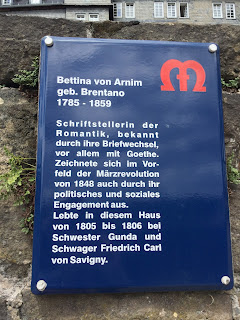 Bettina von Arnim
geb. Brentano
1785 - 1859
Schriftstellerin der
Romantik, bekannt
durch ihre Briefwechsel,
vor allem mit Goethe.
Zeichnete sich im Vor-
feld der Märzrevolution
von 1848 auch durch ihr
politisches und soziales
Engagement aus.
Lebte in diesem Haus
von 1805 bis 1806 bei
Schwester Gunda und
Schwager Friedrich Carl
von Savigny.